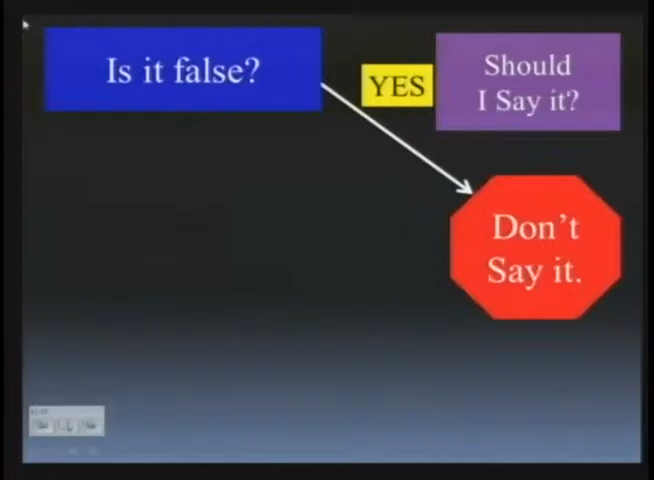 Is it false?
YES
Should
I Say it?
Don't
Say it.